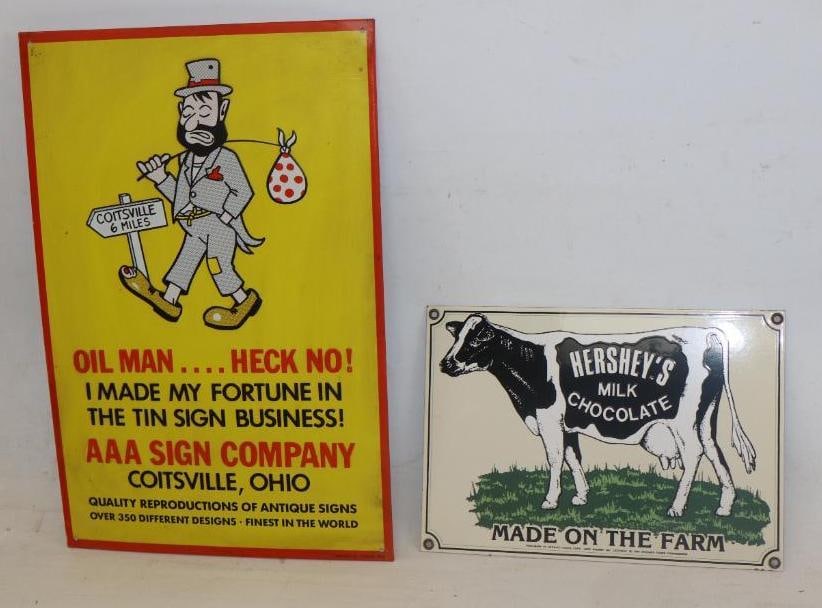 COITSVILLE
6 MILES
OIL MAN .... HECK NO!
I MADE MY FORTUNE IN
THE TIN SIGN BUSINESS!
AAA SIGN COMPANY
COITSVILLE, OHIO
QUALITY REPRODUCTIONS OF ANTIQUE SIGNS
OVER 350 DIFFERENT DESIGNS · FINEST IN THE WORLD
HERSHEY'S
MILK
CHOCOLATE
MADE ON THE FARM